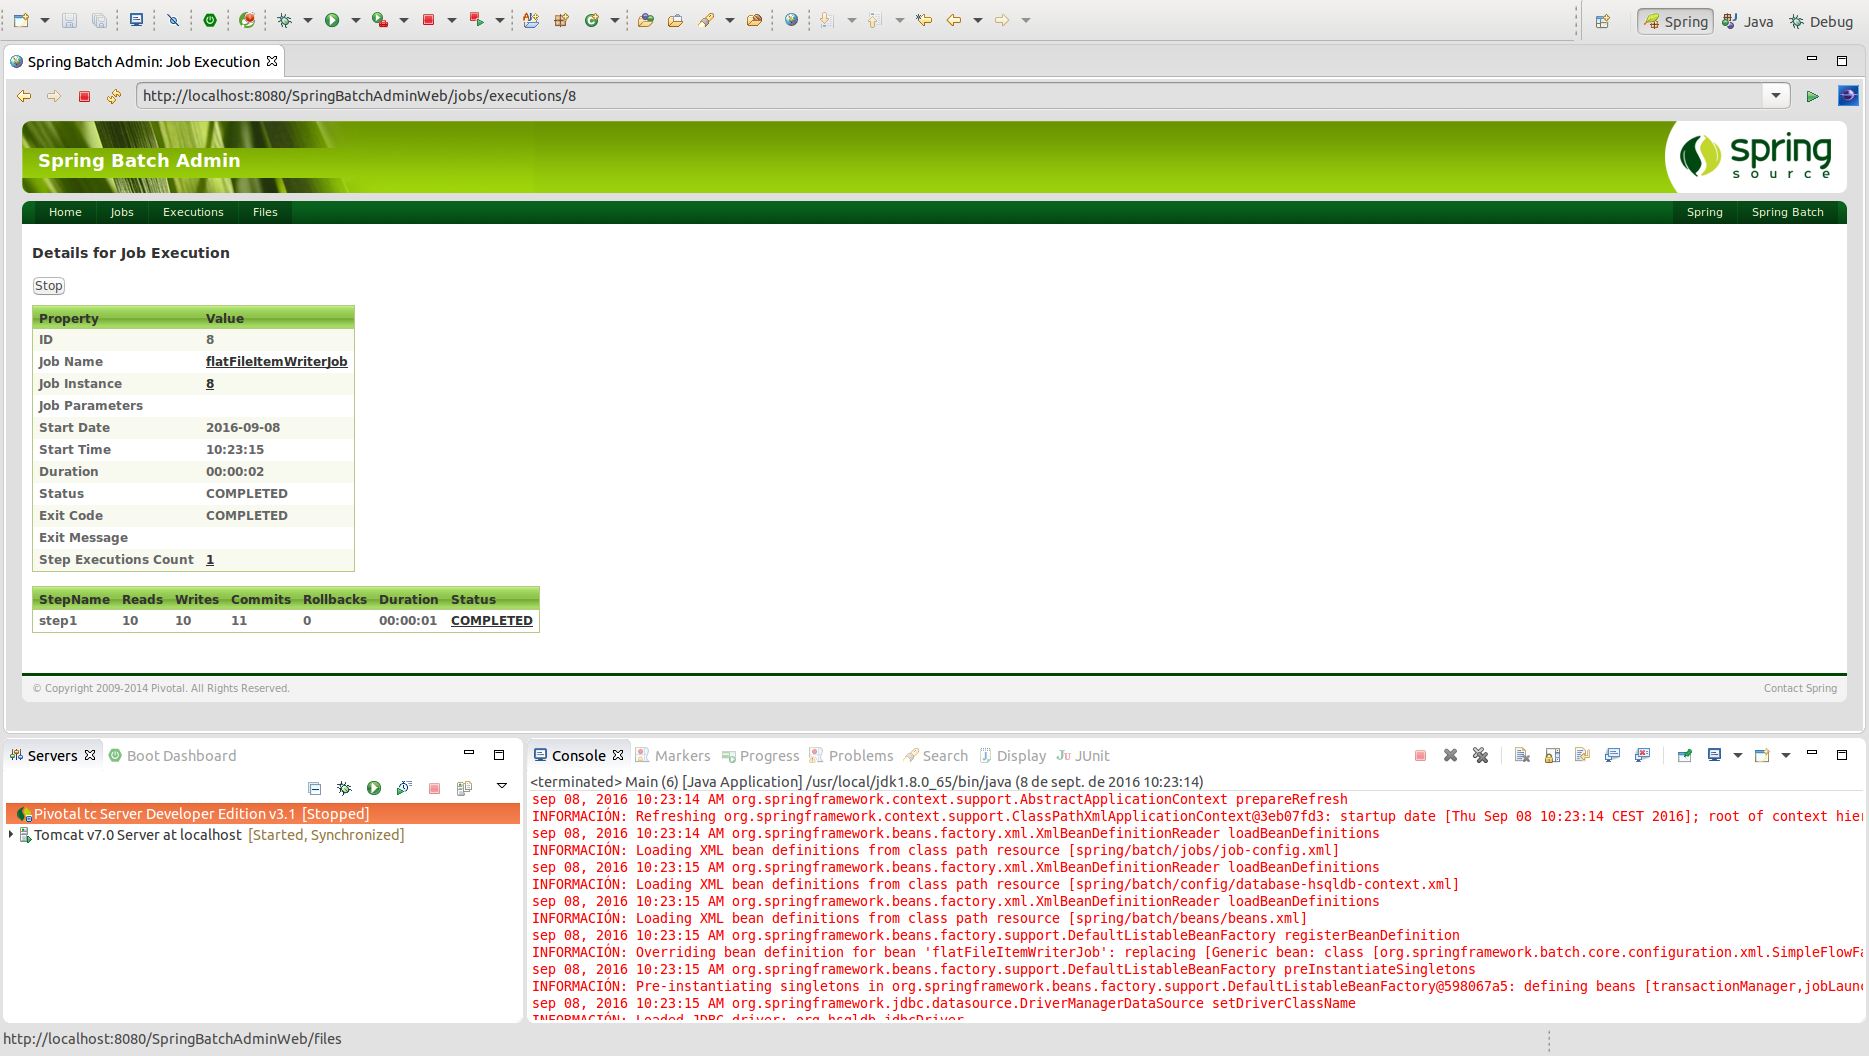 Spring
Java
Debug
Spring Batch Admin: Job Execution
http://localhost:8080/SpringBatchAdminWeb/jobs/executions/8
Spring Batch Admin
spring
source
Home Jobs Executions Files Spring Spring Batch
Details for Job Execution
Stop
Property Value
ID 8
Job Name flatFileItemWriterJob
Job Instance 8
Job Parameters
Start Date 2016-09-08
Start Time 10:23:15
Duration 00:00:02
Status COMPLETED
Exit Code COMPLETED
Exit Message
Step Executions Count 1
StepName Reads Writes Commits Rollbacks Duration Status
step1 10 10 11 0 00:00:01 COMPLETED
© Copyright 2009-2014 Pivotal. All Rights Reserved. Contact Spring
Servers Boot Dashboard
Pivotal tc Server Developer Edition v3.1 [Stopped]
Tomcat v7.0 Server at localhost [Started, Synchronized]
Console Markers Progress Problems Search Display JUnit
<terminated> Main (6) [Java Application] /usr/local/jdk1.8.0_65/bin/java (8 de sept. de 2016 10:23:14)
sep 08, 2016 10:23:14 AM org.springframework.context.support.AbstractApplicationContext prepareRefresh
INFORMACIÓN: Refreshing org.springframework.context.support.ClassPathXmlApplicationContext@3eb07fd3: startup date [Thu Sep 08 10:23:14 CEST 2016]; root of context hier
sep 08, 2016 10:23:14 AM org.springframework.beans.factory.xml.XmlBeanDefinitionReader loadBeanDefinitions
INFORMACIÓN: Loading XML bean definitions from class path resource [spring/batch/jobs/job-config.xml]
sep 08, 2016 10:23:15 AM org.springframework.beans.factory.xml.XmlBeanDefinitionReader loadBeanDefinitions
INFORMACIÓN: Loading XML bean definitions from class path resource [spring/batch/config/database-hsqldb-context.xml]
sep 08, 2016 10:23:15 AM org.springframework.beans.factory.xml.XmlBeanDefinitionReader loadBeanDefinitions
INFORMACIÓN: Loading XML bean definitions from class path resource [spring/batch/beans/beans.xml]
sep 08, 2016 10:23:15 AM org.springframework.beans.factory.support.DefaultListableBeanFactory registerBeanDefinition
INFORMACIÓN: Overriding bean definition for bean 'flatFileItemWriterJob': replacing [Generic bean: class [org.springframework.batch.core.configuration.xml.SimpleFlowFa
sep 08, 2016 10:23:15 AM org.springframework.beans.factory.support.DefaultListableBeanFactory preInstantiateSingletons
INFORMACIÓN: Pre-instantiating singletons in org.springframework.beans.factory.support.DefaultListableBeanFactory@598067a5: defining beans [transactionManager,jobLaunc
sep 08, 2016 10:23:15 AM org.springframework.jdbc.datasource.DriverManagerDataSource setDriverClassName
INFORMACIÓN: Loaded JDBC driver: org.hsqldb.jdbcDriver
http://localhost:8080/SpringBatchAdminWeb/files